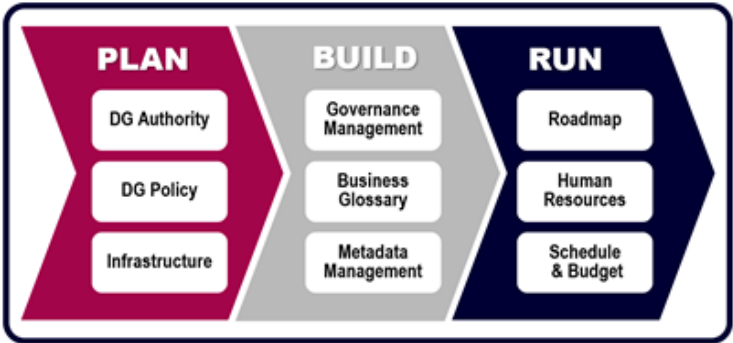 PLAN
DG Authority
DG Policy
Infrastructure
BUILD
Governance
Management
Business
Glossary
Metadata
Management
RUN
Roadmap
Human
Resources
Schedule
& Budget